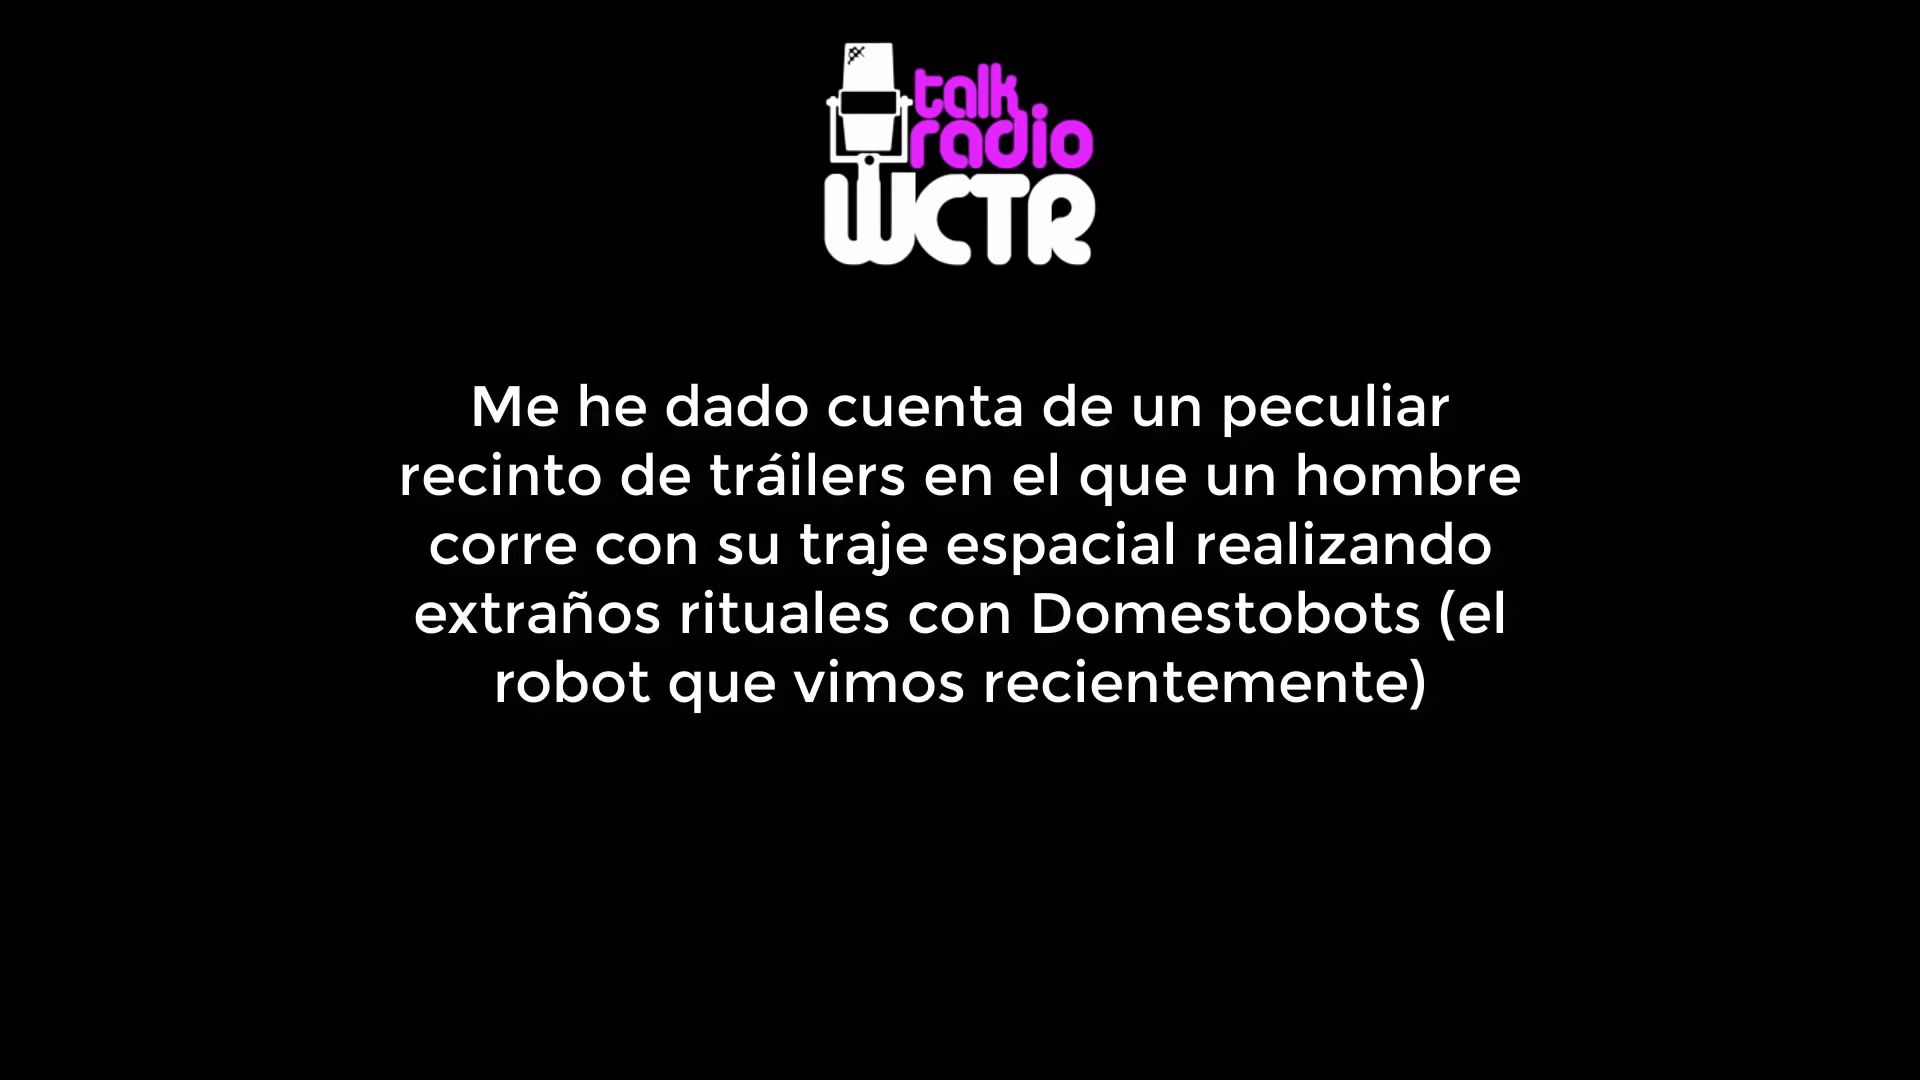 talk
radio
WCTR
Me he dado cuenta de un peculiar
recinto de tráilers en el que un hombre
corre con su traje espacial realizando
extraños rituales con Domestobots (el
robot que vimos recientemente)